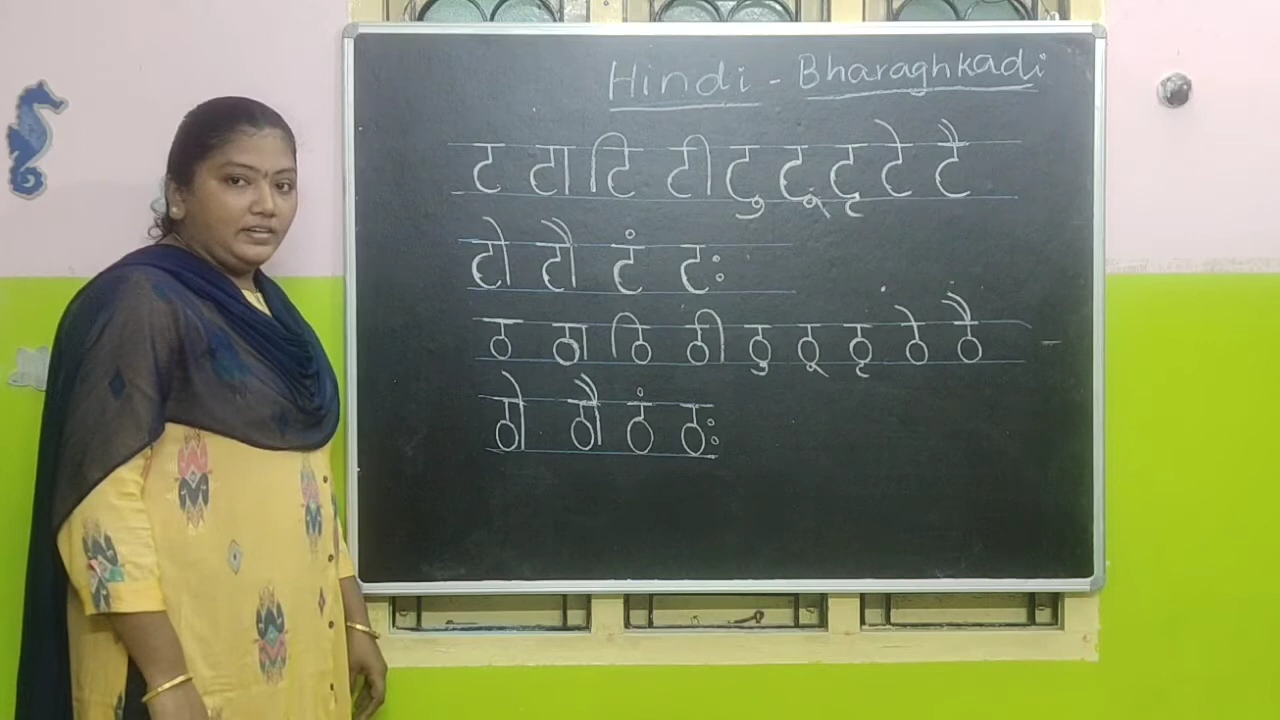 Hindi - Bharaghkadi
ट टा टि टी टु टू टृ टे टै
टो टौ टं टः
ठ ठा ठि ठी ठु ठू ठृ ठे ठै
ठो ठौ ठं ठः